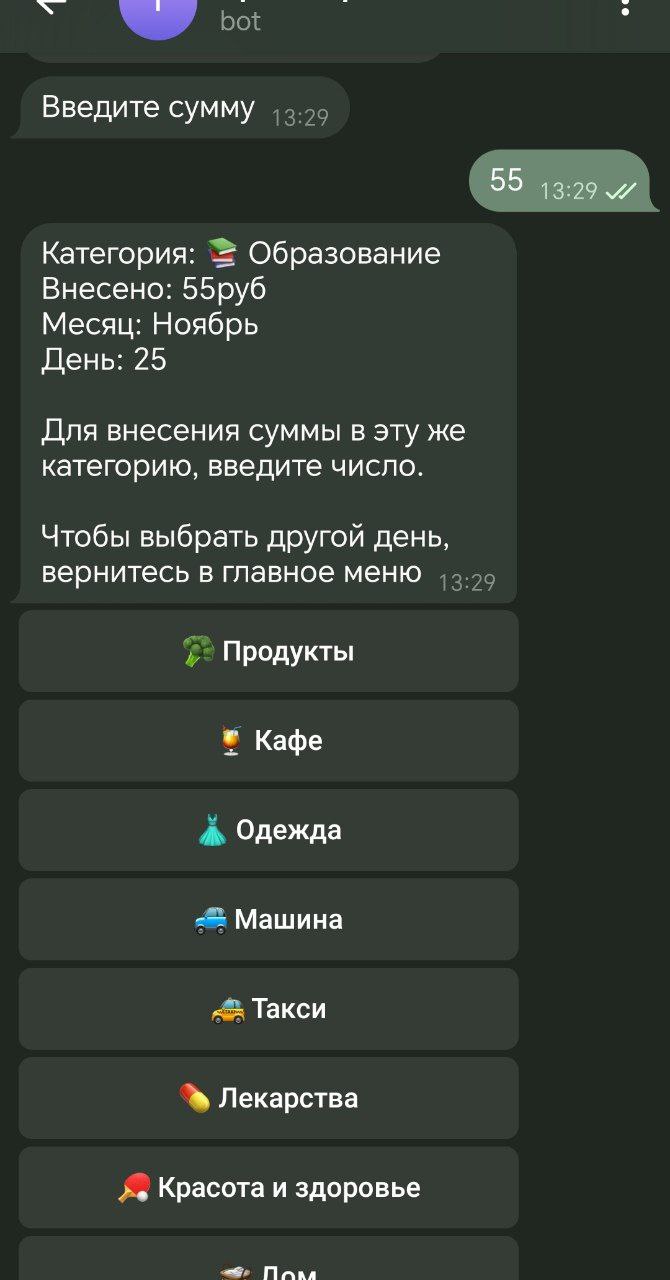 bot
Введите сумму 13:29
55 13:29
Категория: 📚 Образование
Внесено: 55руб
Месяц: Ноябрь
День: 25
Для внесения суммы в эту же
категорию, введите число.
Чтобы выбрать другой день,
вернитесь в главное меню 13:29
🥦 Продукты
🍹 Кафе
👗 Одежда
🚙 Машина
🚕 Такси
💊 Лекарства
🏓 Красота и здоровье
Дом